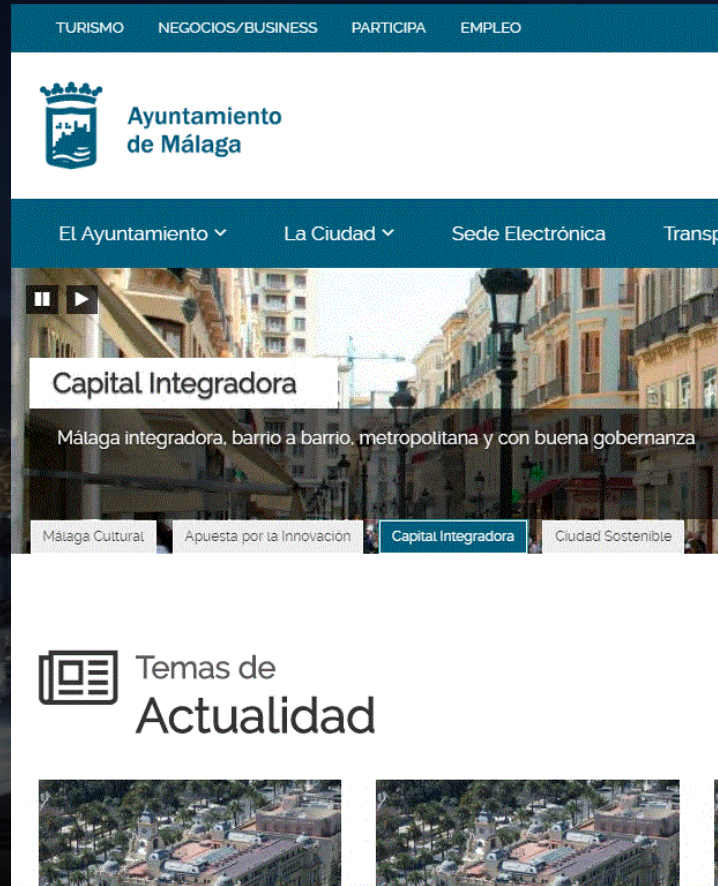 TURISMO NEGOCIOS/BUSINESS PARTICIPA EMPLEO
Ayuntamiento
de Málaga
El Ayuntamiento La Ciudad Sede Electrónica Transp
Capital Integradora
Málaga integradora, barrio a barrio, metropolitana y con buena gobernanza
Málaga Cultural Apuesta por la Innovación Capital Integradora Ciudad Sostenible
Temas de
Actualidad